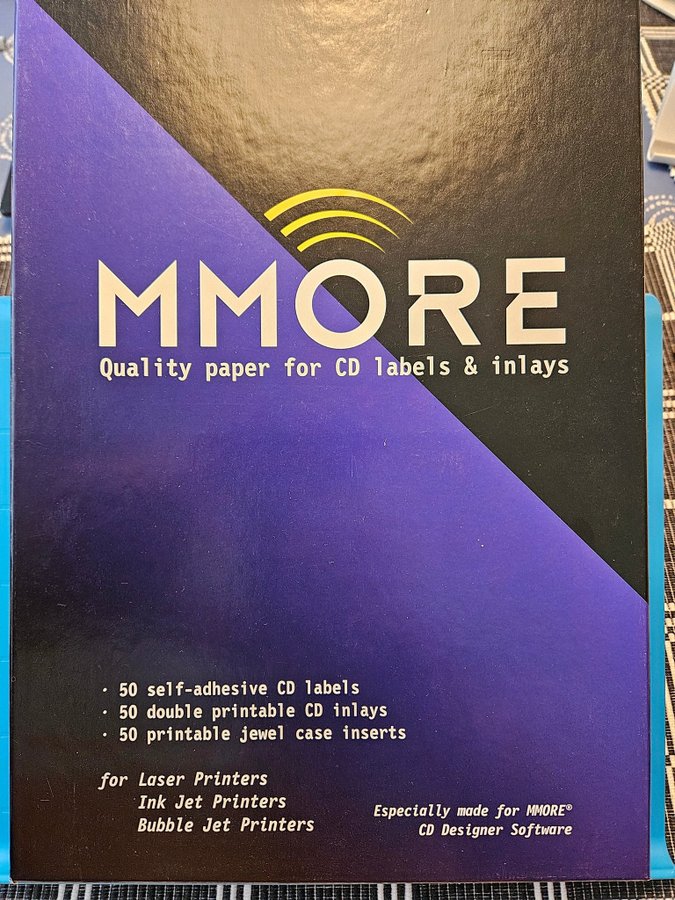 MMORE
Quality paper for CD labels & inlays
· 50 self-adhesive CD labels
· 50 double printable CD inlays
· 50 printable jewel case inserts
for Laser Printers
Ink Jet Printers
Bubble Jet Printers
Especially made for MMORE®
CD Designer Software